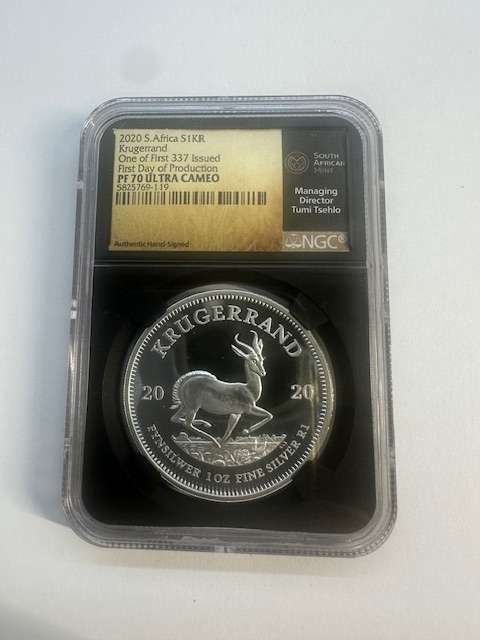 2020 S.Africa S1KR
Krugerrand
One of First 337 Issued
First Day of Production
PF 70 ULTRA CAMEO
5825769-119
Authentic Hand-Signed
SOUTH
AFRICAN
MINT
Managing
Director
Tumi Tsehlo
NGC
KRUGERRAND
20 20
FYNSILWER 1 OZ FINE SILVER R1